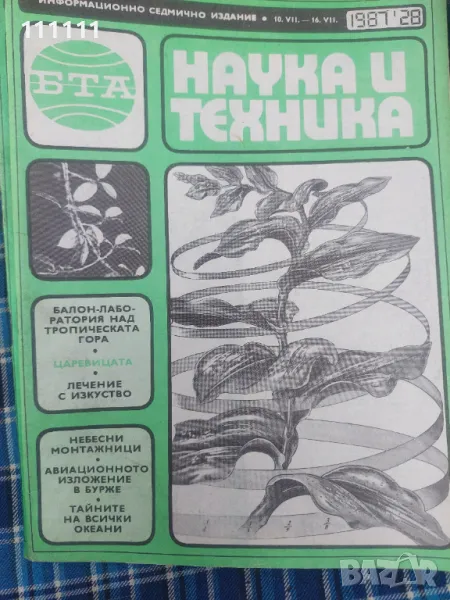 111111
ИНФОРМАЦИОННО СЕДМИЧНО ИЗДАНИЕ • 10. VII. — 16. VII. 1987'28
БТА
НАУКА И
ТЕХНИКА
БАЛОН-ЛАБО-
РАТОРИЯ НАД
ТРОПИЧЕСКАТА
ГОРА
•
ЦАРЕВИЦАТА
•
ЛЕЧЕНИЕ
С ИЗКУСТВО
НЕБЕСНИ
МОНТАЖНИЦИ
•
АВИАЦИОННОТО
ИЗЛОЖЕНИЕ
В БУРЖЕ
•
ТАЙНИТЕ
НА ВСИЧКИ
ОКЕАНИ
BAZAR